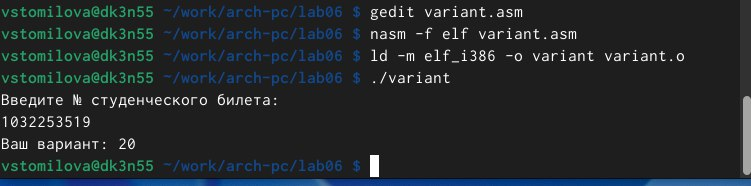 vstomilova@dk3n55 ~/work/arch-pc/lab06 $ gedit variant.asm
vstomilova@dk3n55 ~/work/arch-pc/lab06 $ nasm -f elf variant.asm
vstomilova@dk3n55 ~/work/arch-pc/lab06 $ ld -m elf_i386 -o variant variant.o
vstomilova@dk3n55 ~/work/arch-pc/lab06 $ ./variant
Введите № студенческого билета:
1032253519
Ваш вариант: 20
vstomilova@dk3n55 ~/work/arch-pc/lab06 $